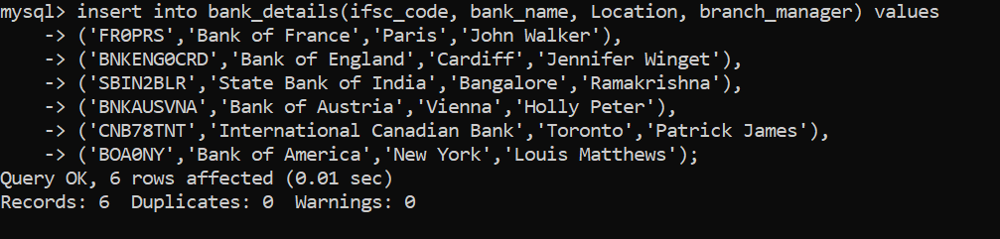 mysql> insert into bank_details(ifsc_code, bank_name, Location, branch_manager) values
    -> ('FR0PRS','Bank of France','Paris','John Walker'),
    -> ('BNKENG0CRD','Bank of England','Cardiff','Jennifer Winget'),
    -> ('SBIN2BLR','State Bank of India','Bangalore','Ramakrishna'),
    -> ('BNKAUSVNA','Bank of Austria','Vienna','Holly Peter'),
    -> ('CNB78TNT','International Canadian Bank','Toronto','Patrick James'),
    -> ('BOA0NY','Bank of America','New York','Louis Matthews');
Query OK, 6 rows affected (0.01 sec)
Records: 6  Duplicates: 0  Warnings: 0